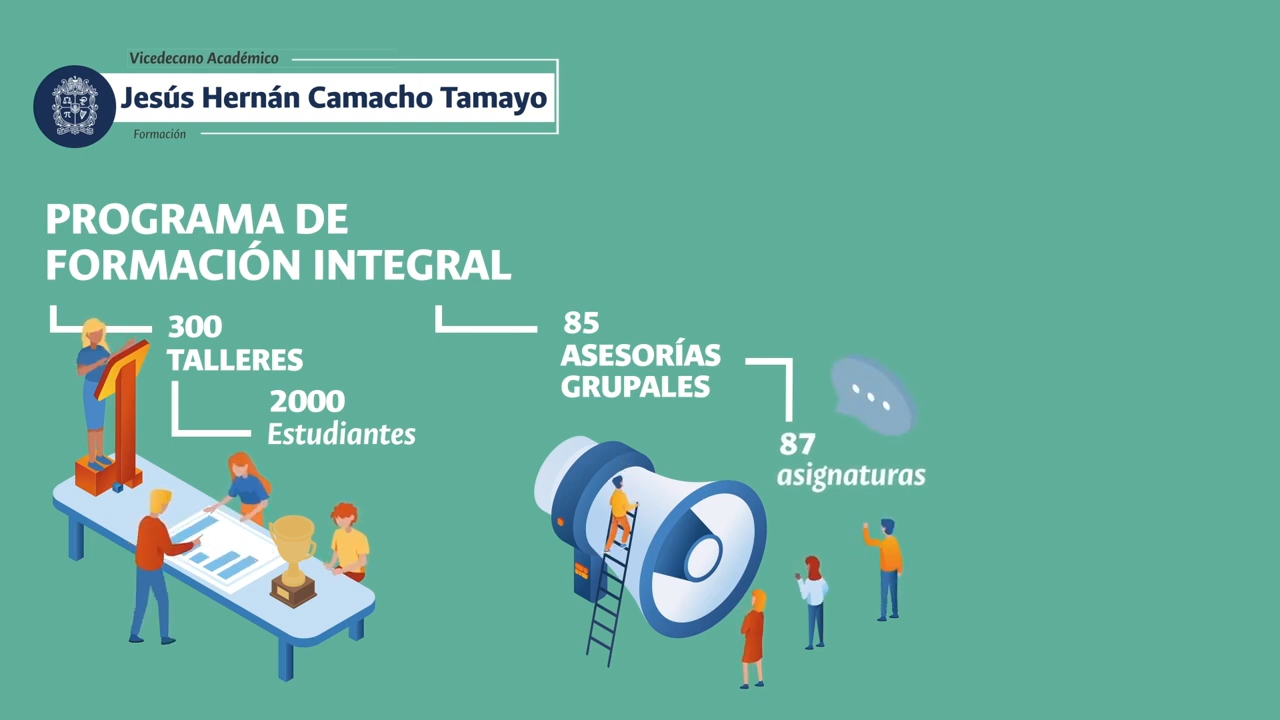 Vicedecano Académico
Jesús Hernán Camacho Tamayo
Formación
PROGRAMA DE
FORMACIÓN INTEGRAL
300
TALLERES
2000
Estudiantes
85
ASESORÍAS
GRUPALES
87
asignaturas